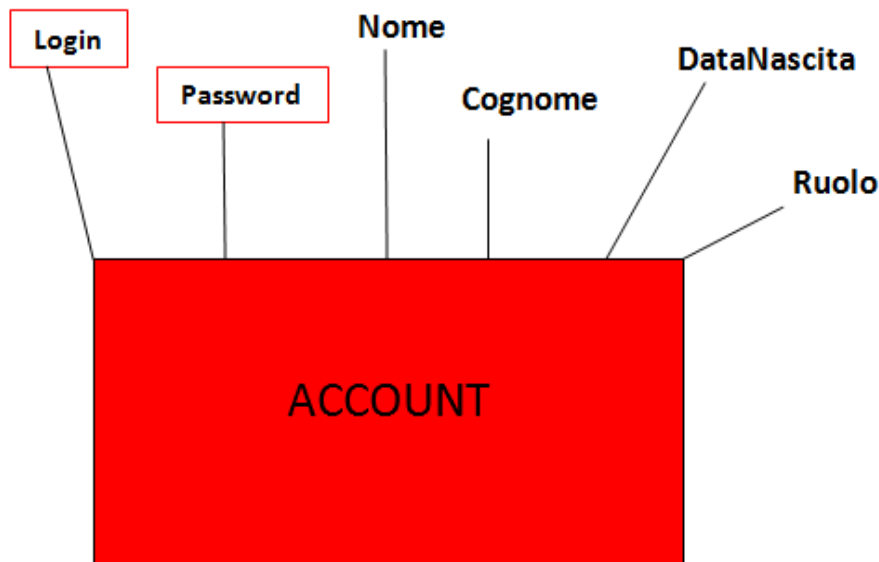 Login
Password
Nome
Cognome
DataNascita
Ruolo
ACCOUNT